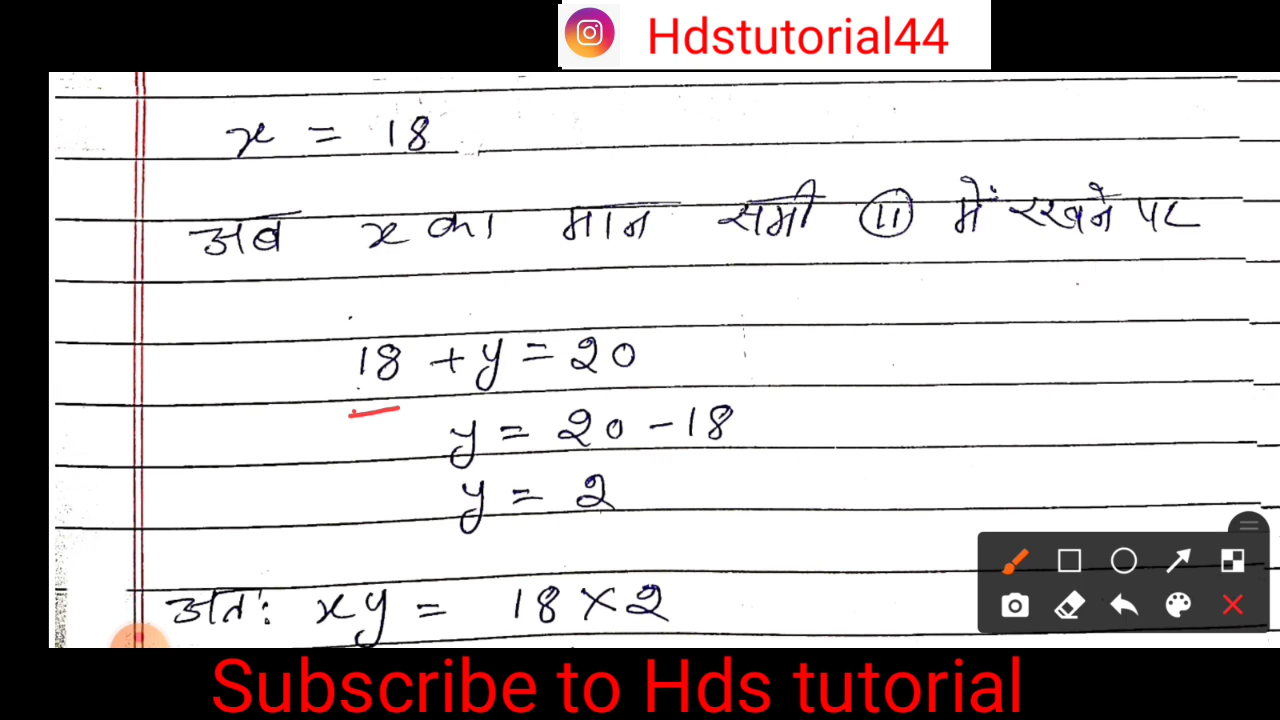 Hdstutorial44
x = 18
अब x का मान समी (11) में रखने पर
18 + y = 20
y = 20 - 18
y = 2
अतः xy = 18 × 2
Subscribe to Hds tutorial